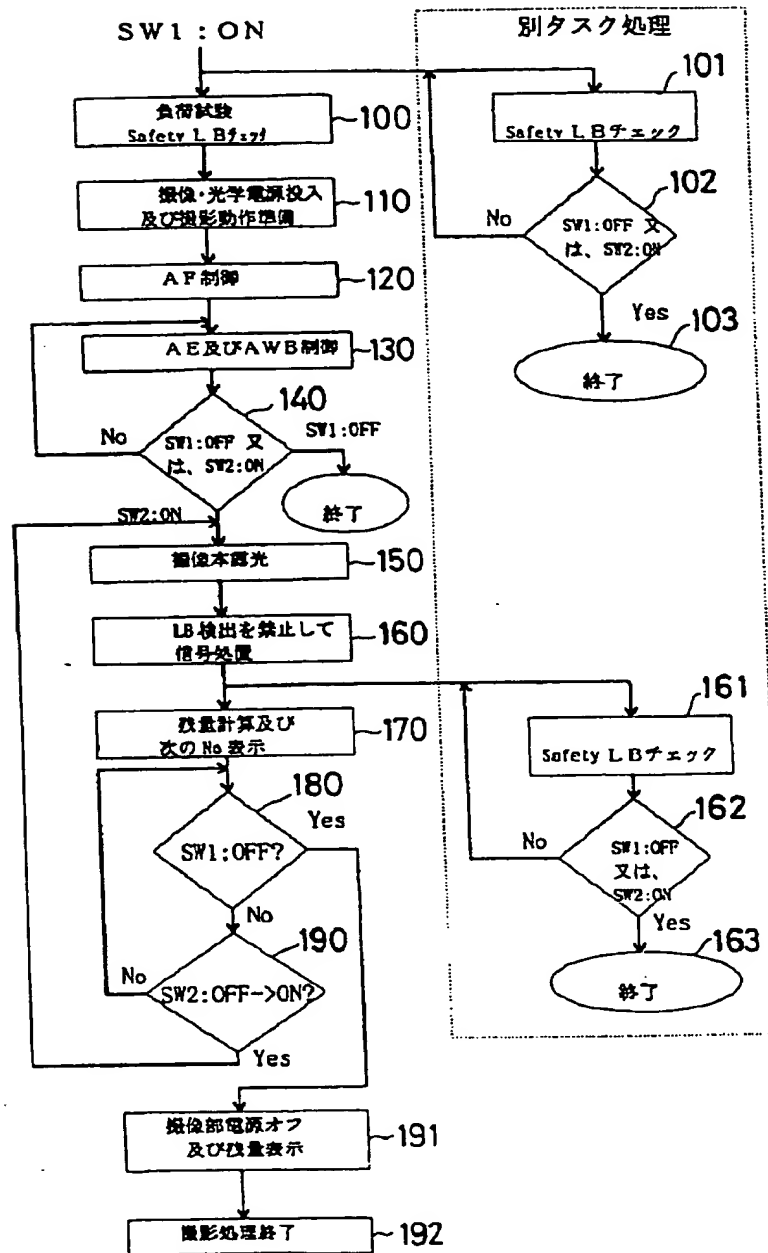 SW1:ON
負荷試験
Safety LBチェック
100
撮像・光学電源投入
及び撮影動作準備
110
AF制御
120
AE及びAWB制御
130
140
No
SW1:OFF 又
は、SW2:ON
SW1:OFF
終了
SW2:ON
撮像本露光
150
LB検出を禁止して
信号処置
160
残量計算及び
次のNo表示
170
180
Yes
SW1:OFF?
No
190
No
SW2:OFF->ON?
Yes
撮像部電源オフ
及び残量表示
191
撮影処理終了
192
別タスク処理
101
Safety LBチェック
102
No
SW1:OFF 又
は、SW2:ON
Yes
103
終了
161
Safety LBチェック
162
No
SW1:OFF
又は、
SW2:ON
Yes
163
終了